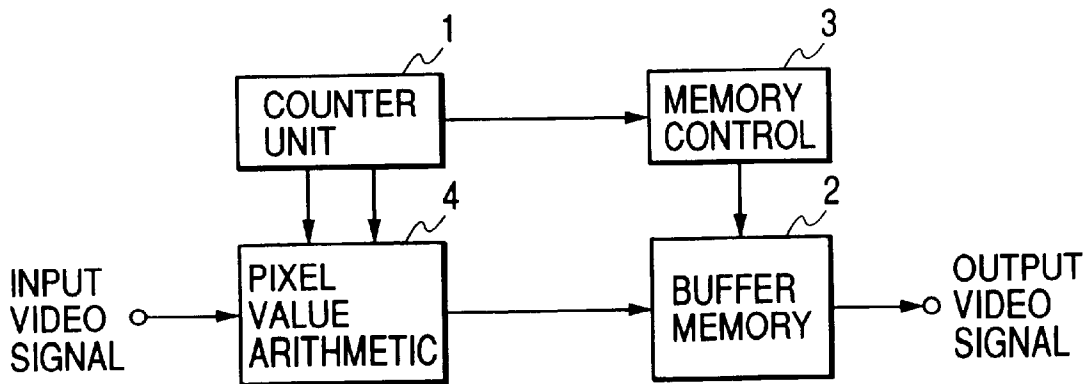 1
3
COUNTER
UNIT
MEMORY
CONTROL
4
2
INPUT
VIDEO
SIGNAL
PIXEL
VALUE
ARITHMETIC
BUFFER
MEMORY
OUTPUT
VIDEO
SIGNAL